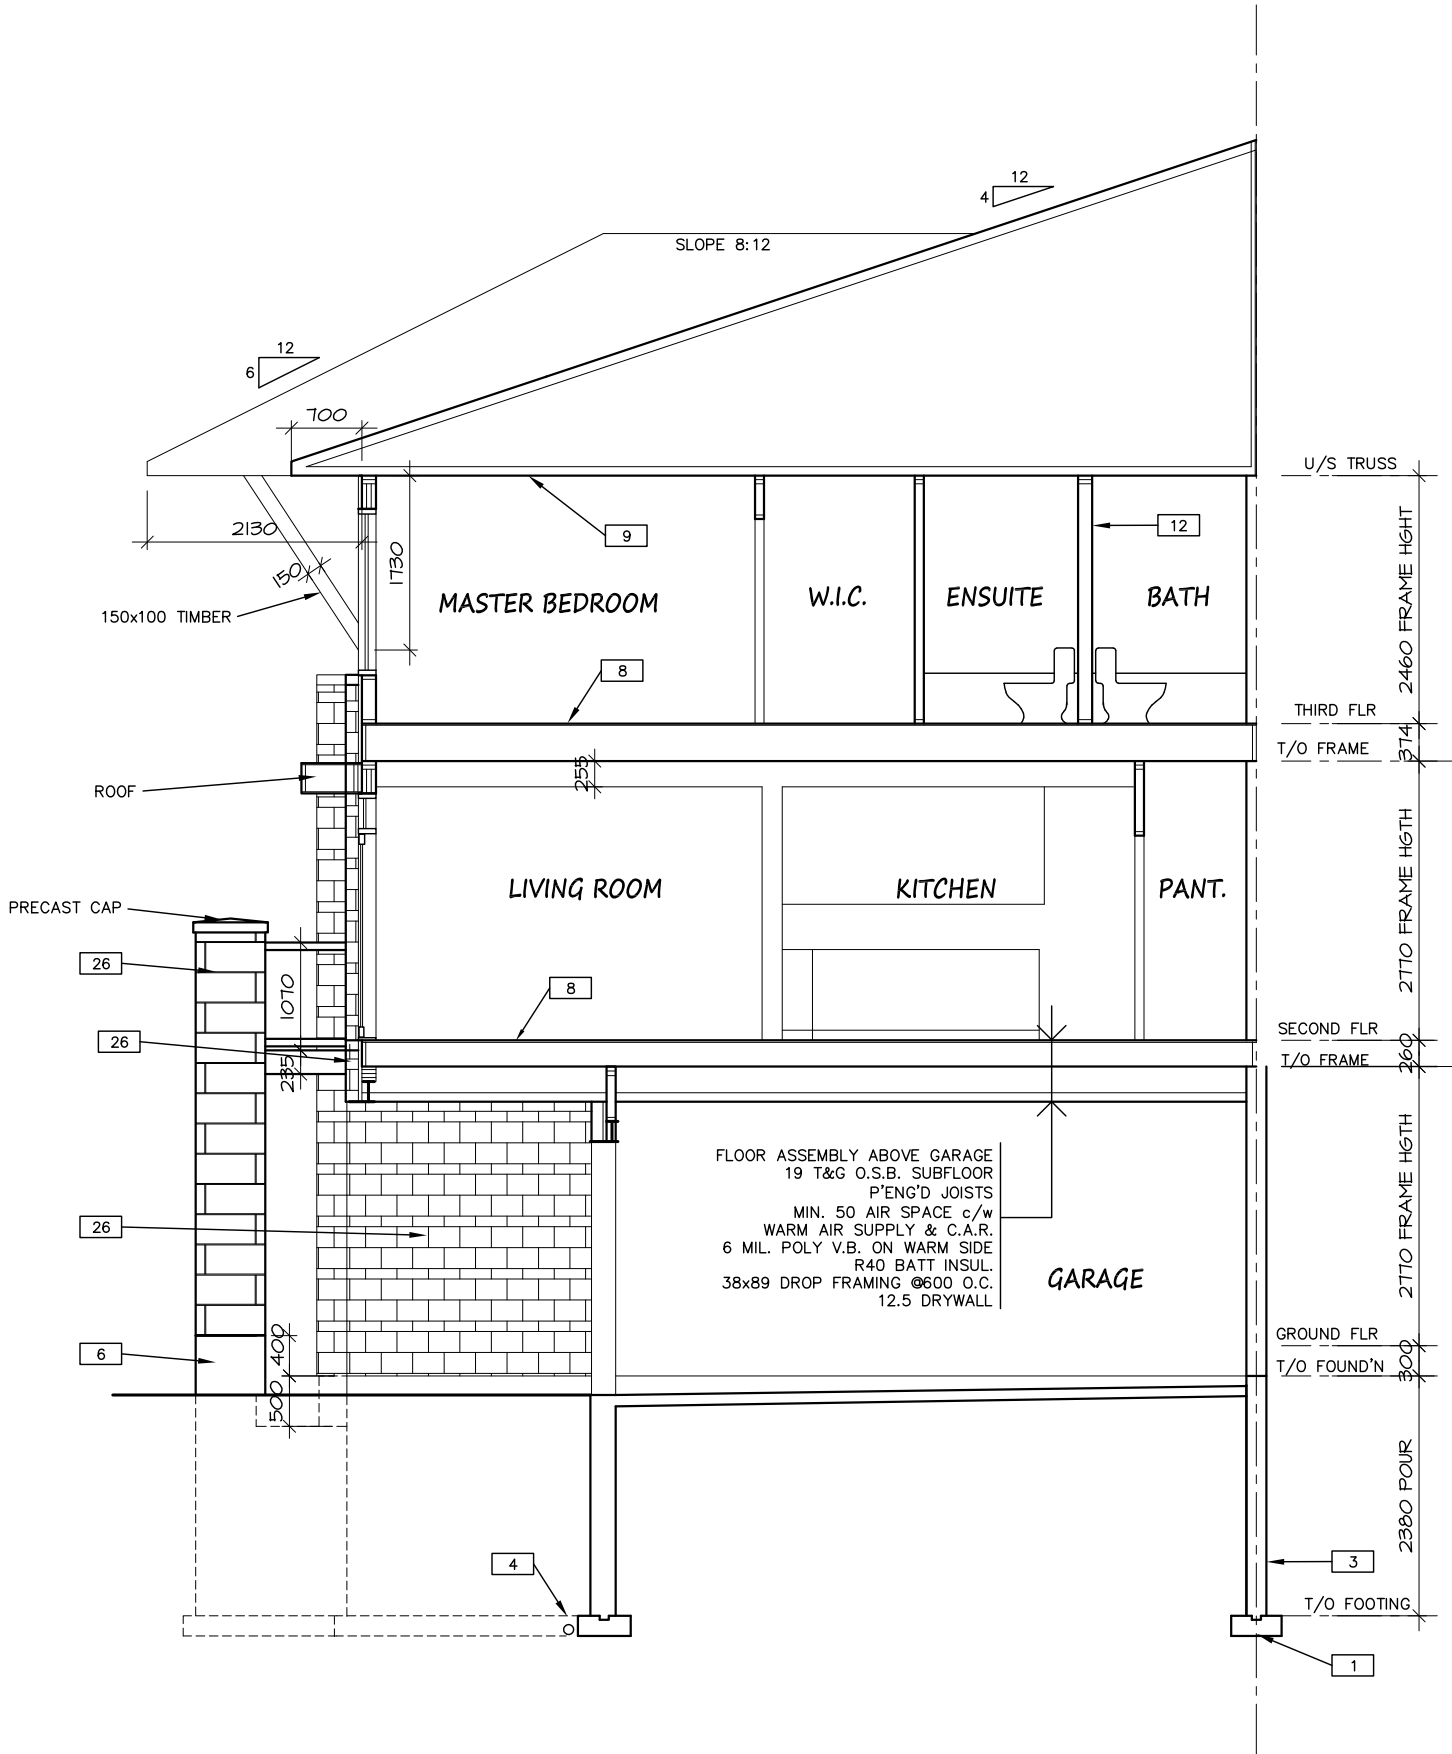 12
4
SLOPE 8:12
12
6
700
U/S TRUSS
2130
9
12
1730
150
150x100 TIMBER
MASTER BEDROOM
W.I.C.
ENSUITE
BATH
2460 FRAME HGHT
8
THIRD FLR
T/O FRAME
374
255
ROOF
LIVING ROOM
KITCHEN
PANT.
2770 FRAME HGTH
PRECAST CAP
26
1070
8
26
235
SECOND FLR
T/O FRAME
260
FLOOR ASSEMBLY ABOVE GARAGE
19 T&G O.S.B. SUBFLOOR
P'ENG'D JOISTS
MIN. 50 AIR SPACE c/w
WARM AIR SUPPLY & C.A.R.
6 MIL. POLY V.B. ON WARM SIDE
R40 BATT INSUL.
38x89 DROP FRAMING @600 O.C.
12.5 DRYWALL
GARAGE
2770 FRAME HGTH
26
6
400
500
GROUND FLR
T/O FOUND'N
300
2380 POUR
4
3
T/O FOOTING
1